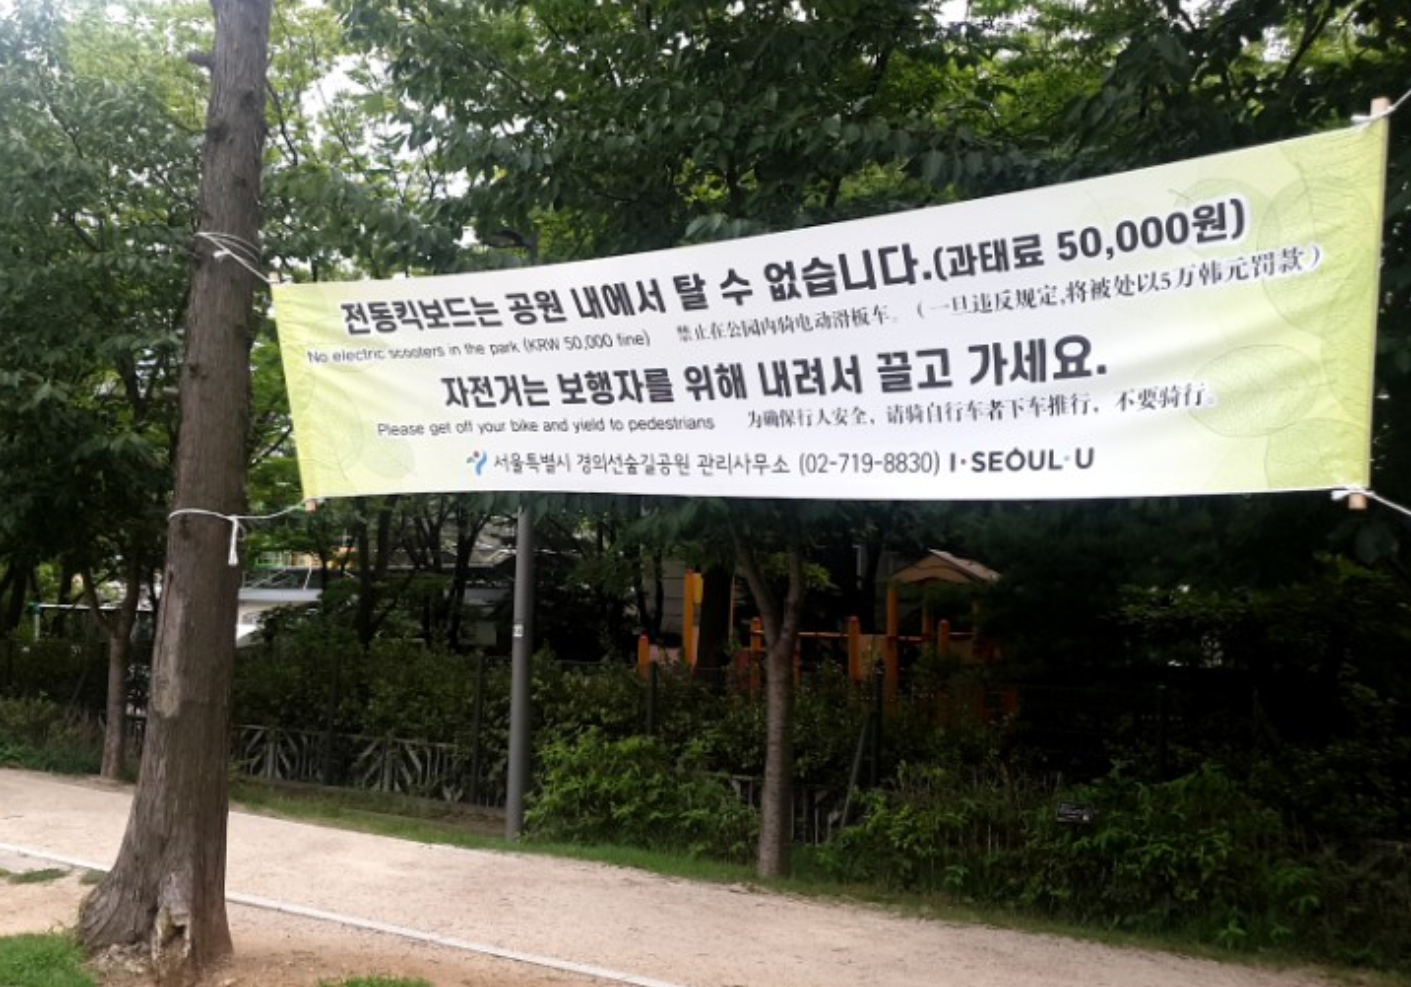 전동킥보드는 공원 내에서 탈 수 없습니다.(과태료 50,000원)
No electric scooters in the park (KRW 50,000 fine) 禁止在公园内骑电动滑板车。（一旦违反规定,将被处以5万韩元罚款）
자전거는 보행자를 위해 내려서 끌고 가세요.
Please get off your bike and yield to pedestrians 为确保行人安全，请骑自行车者下车推行，不要骑行。
서울특별시 경의선숲길공원 관리사무소 (02-719-8830) I·SEOUL·U